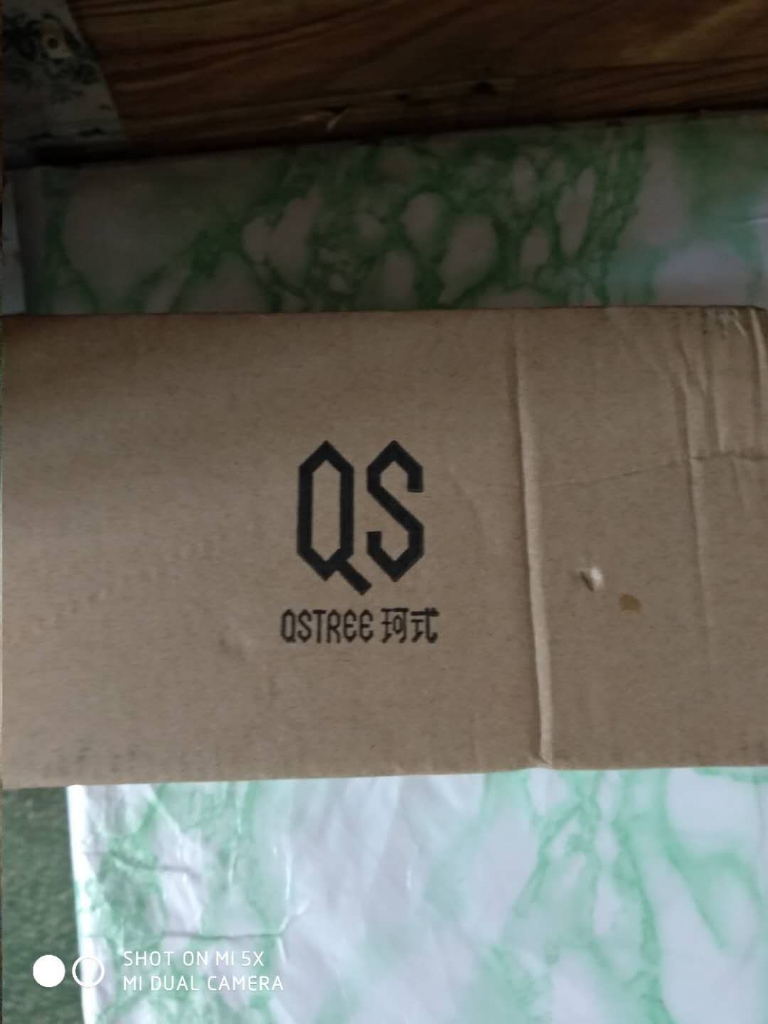 QS
QSTREE 珂式
SHOT ON MI 5X
MI DUAL CAMERA